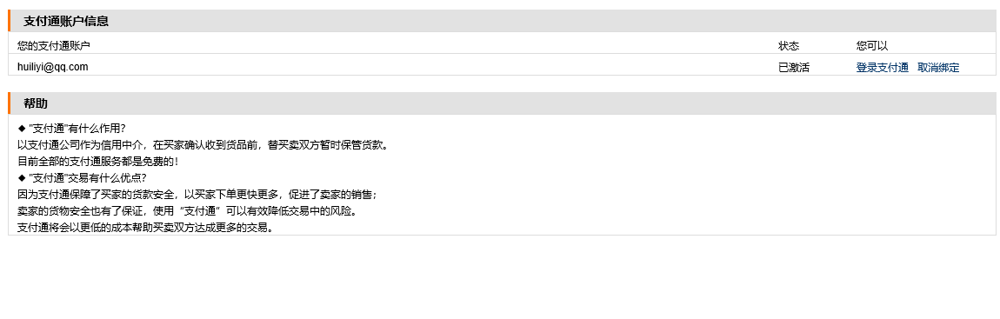 支付通账户信息
您的支付通账户 状态 您可以
huiliyi@qq.com 已激活 登录支付通 取消绑定
帮助
◆ "支付通"有什么作用？
以支付通公司作为信用中介，在买家确认收到货品前，替买卖双方暂时保管货款。
目前全部的支付通服务都是免费的！
◆ "支付通"交易有什么优点？
因为支付通保障了买家的货款安全，以买家下单更快更多，促进了卖家的销售；
卖家的货物安全也有了保证，使用“支付通”可以有效降低交易中的风险。
支付通将会以更低的成本帮助买卖双方达成更多的交易。